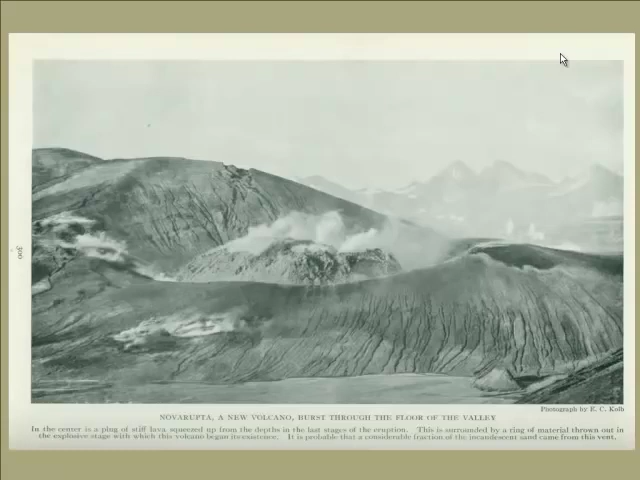 300
Photograph by E. C. Kolb
NOVARUPTA, A NEW VOLCANO, BURST THROUGH THE FLOOR OF THE VALLEY
In the center is a plug of stiff lava squeezed up from the depths in the last stages of the eruption. This is surrounded by a ring of material thrown out in
the explosive stage with which this volcano began its existence. It is probable that a considerable fraction of the incandescent sand came from this vent.